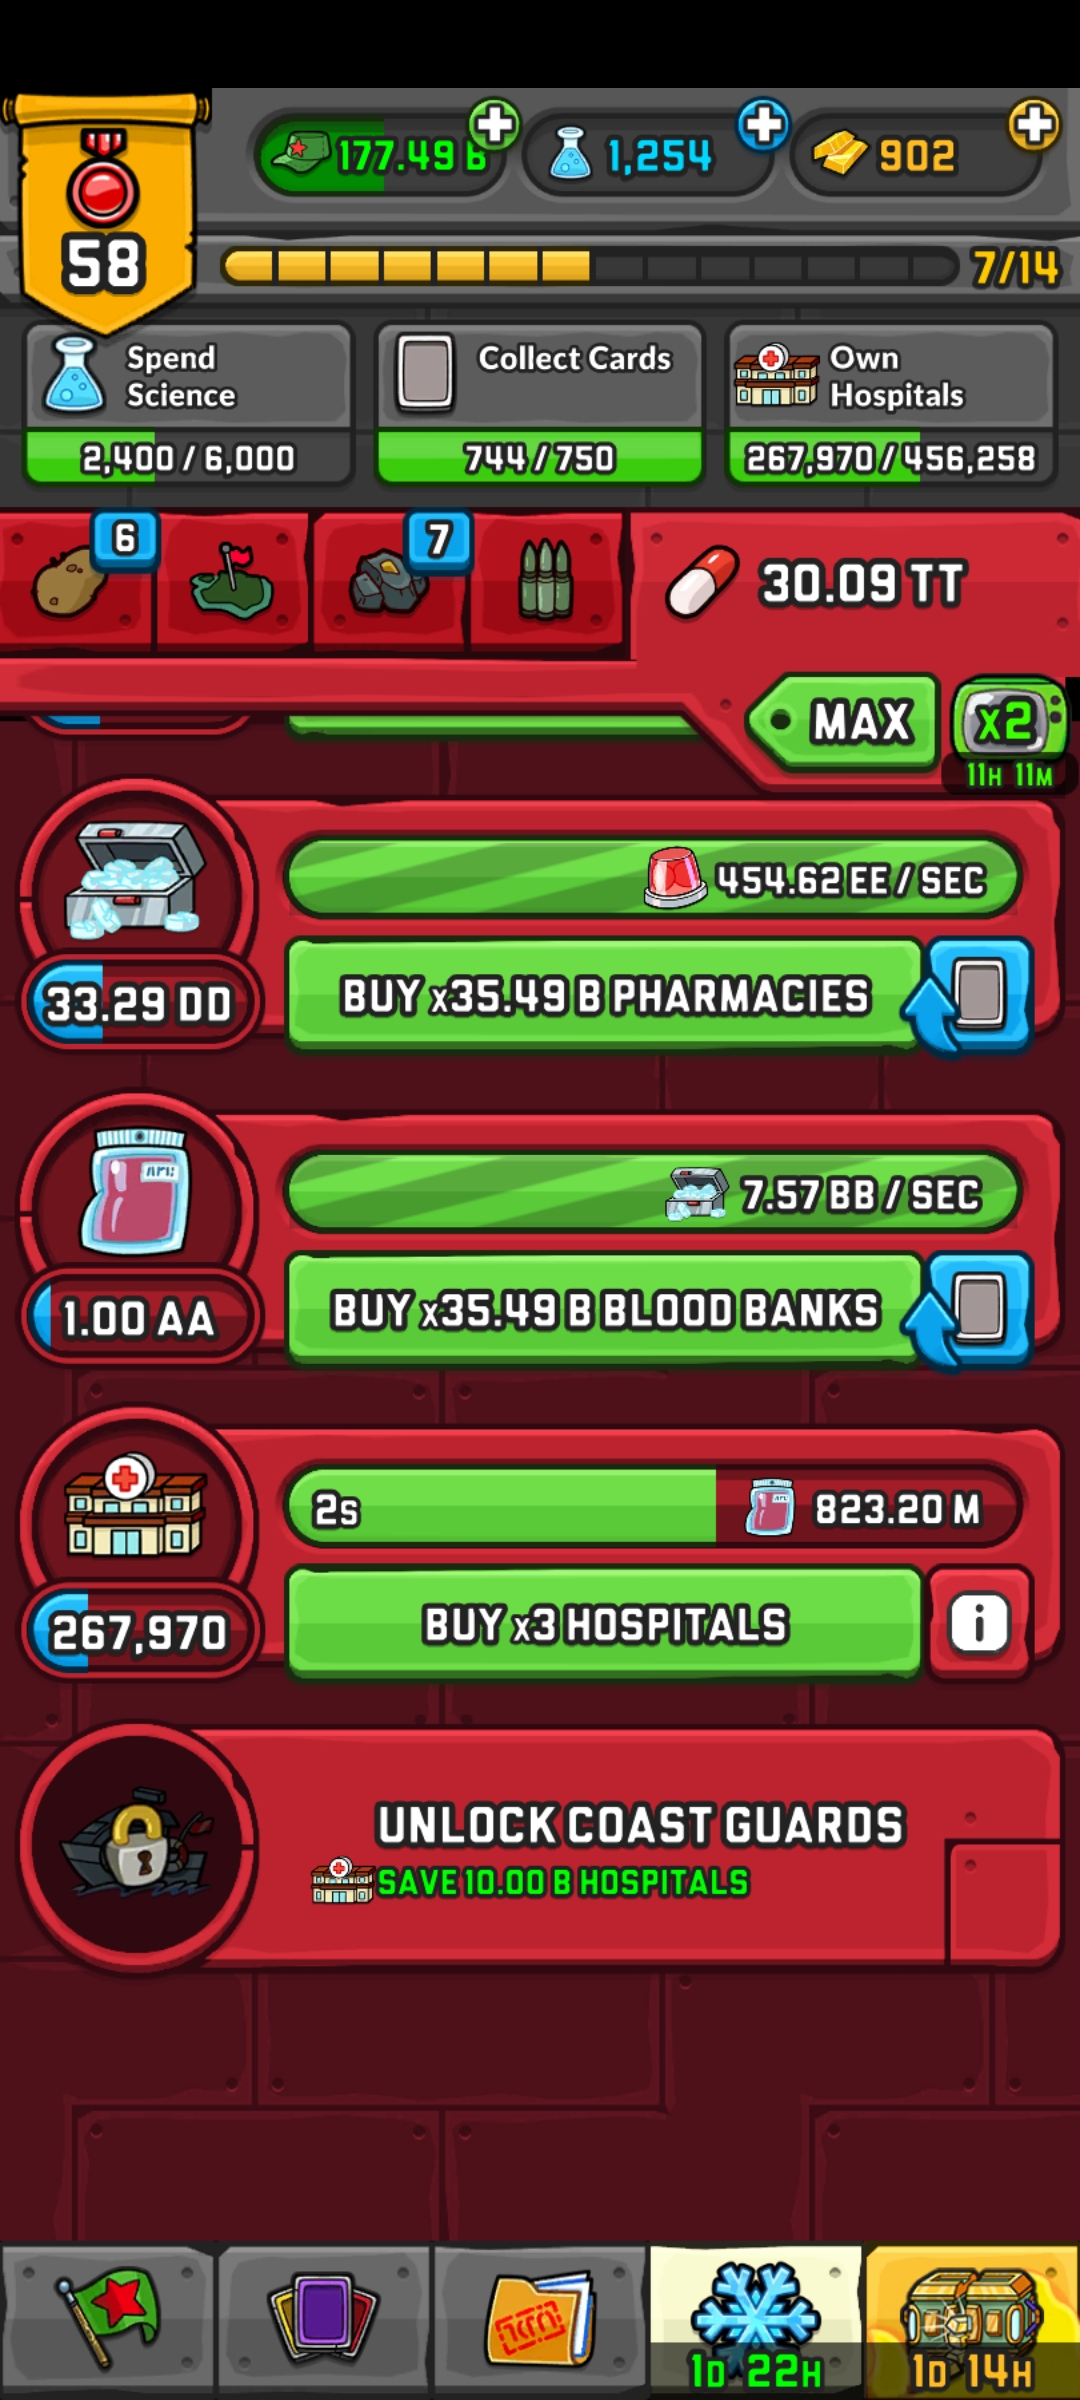 177.49 B
1,254
902
58
7/14
Spend
Science
2,400 / 6,000
Collect Cards
744 / 750
Own
Hospitals
267,970 / 456,258
6
7
30.09 TT
MAX
x2
11H 11M
454.62 EE / SEC
33.29 DD
BUY x35.49 B PHARMACIES
7.57 BB / SEC
1.00 AA
BUY x35.49 B BLOOD BANKS
2s
823.20 M
267,970
BUY x3 HOSPITALS
i
UNLOCK COAST GUARDS
SAVE 10.00 B HOSPITALS
1D 22H
1D 14H